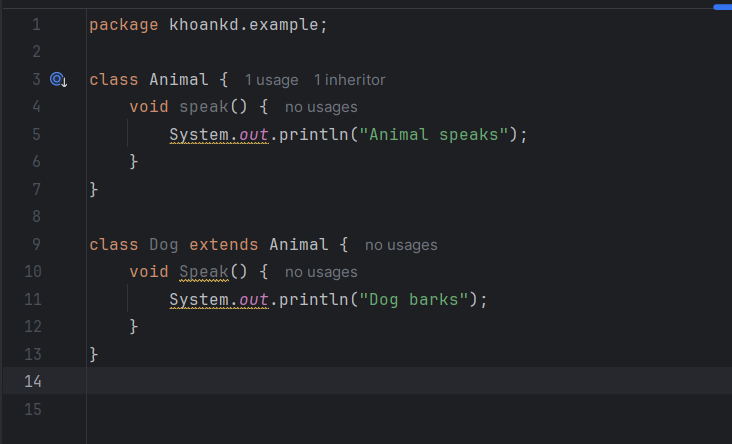 1 package khoankd.example;
2
3 class Animal { 1 usage 1 inheritor
4 void speak() { no usages
5 System.out.println("Animal speaks");
6 }
7 }
8
9 class Dog extends Animal { no usages
10 void Speak() { no usages
11 System.out.println("Dog barks");
12 }
13 }
14
15